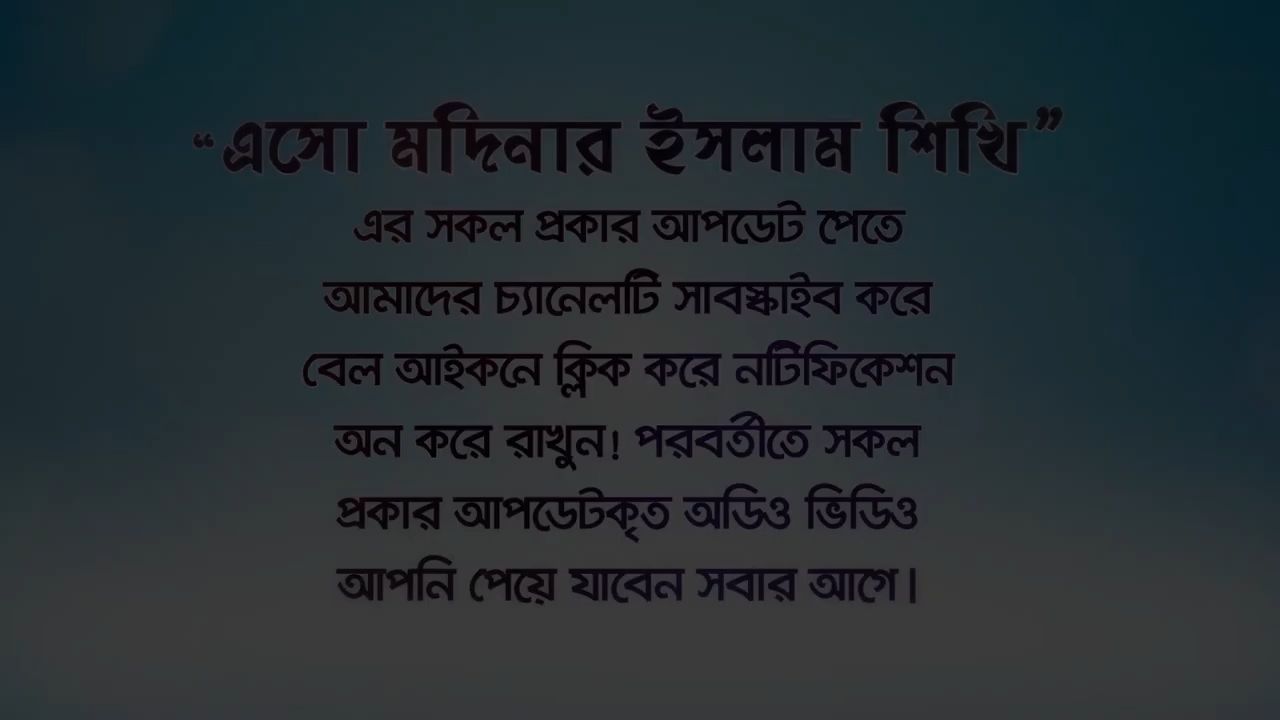 “এসো মদিনার ইসলাম শিখি”
এর সকল প্রকার আপডেট পেতে
আমাদের চ্যানেলটি সাবস্ক্রাইব করে
বেল আইকনে ক্লিক করে নটিফিকেশন
অন করে রাখুন! পরবর্তীতে সকল
প্রকার আপডেটকৃত অডিও ভিডিও
আপনি পেয়ে যাবেন সবার আগে।